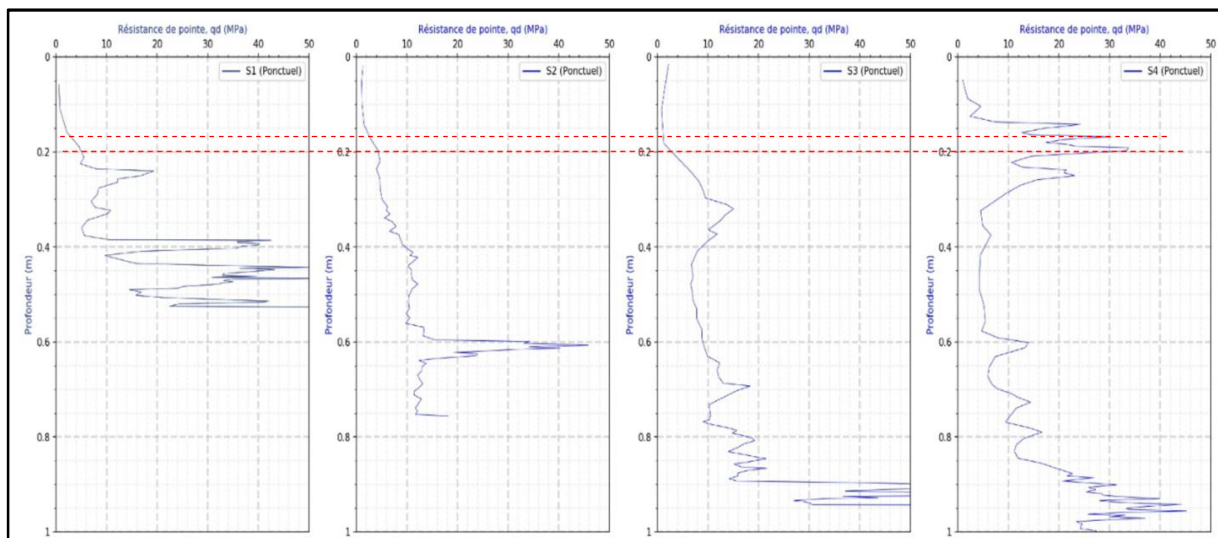 Résistance de pointe, qd (MPa)
0 10 20 30 40 50
S1 (Ponctuel)
0.2
0.4
0.6
0.8
1
Profondeur (m)
Résistance de pointe, qd (MPa)
0 10 20 30 40 50
S2 (Ponctuel)
0.2
0.4
0.6
0.8
1
Profondeur (m)
Résistance de pointe, qd (MPa)
0 10 20 30 40 50
S3 (Ponctuel)
0.2
0.4
0.6
0.8
1
Profondeur (m)
Résistance de pointe, qd (MPa)
0 10 20 30 40 50
S4 (Ponctuel)
0.2
0.4
0.6
0.8
1
Profondeur (m)